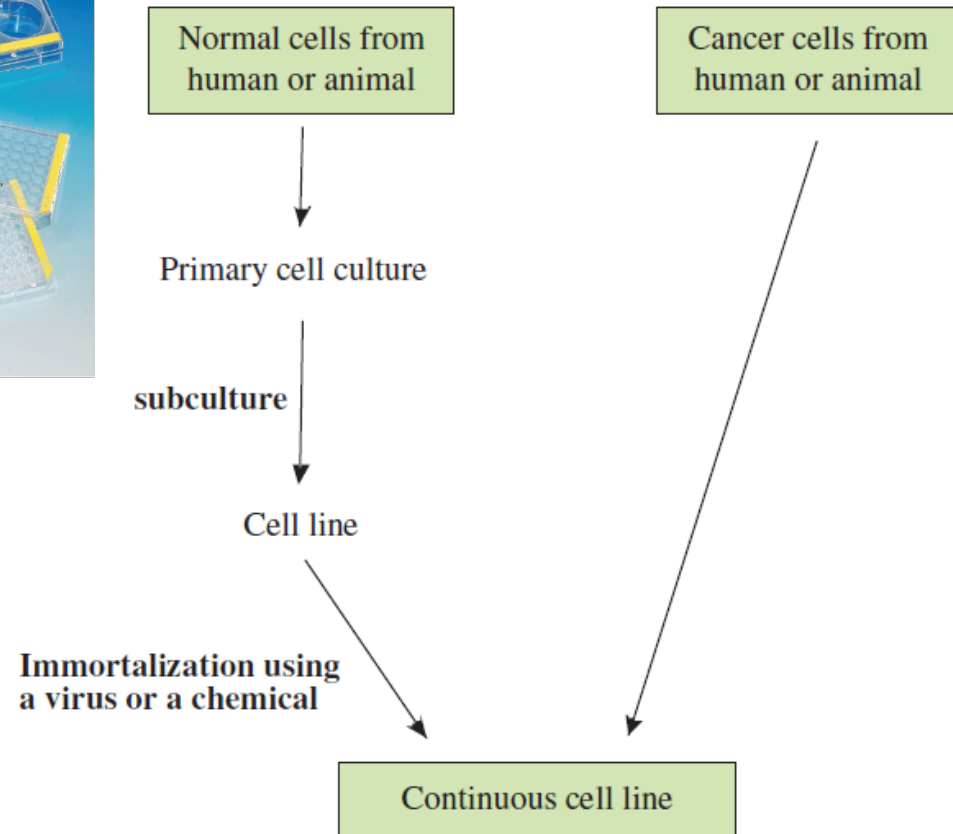 Normal cells from
human or animal
Cancer cells from
human or animal
Primary cell culture
subculture
Cell line
Immortalization using
a virus or a chemical
Continuous cell line